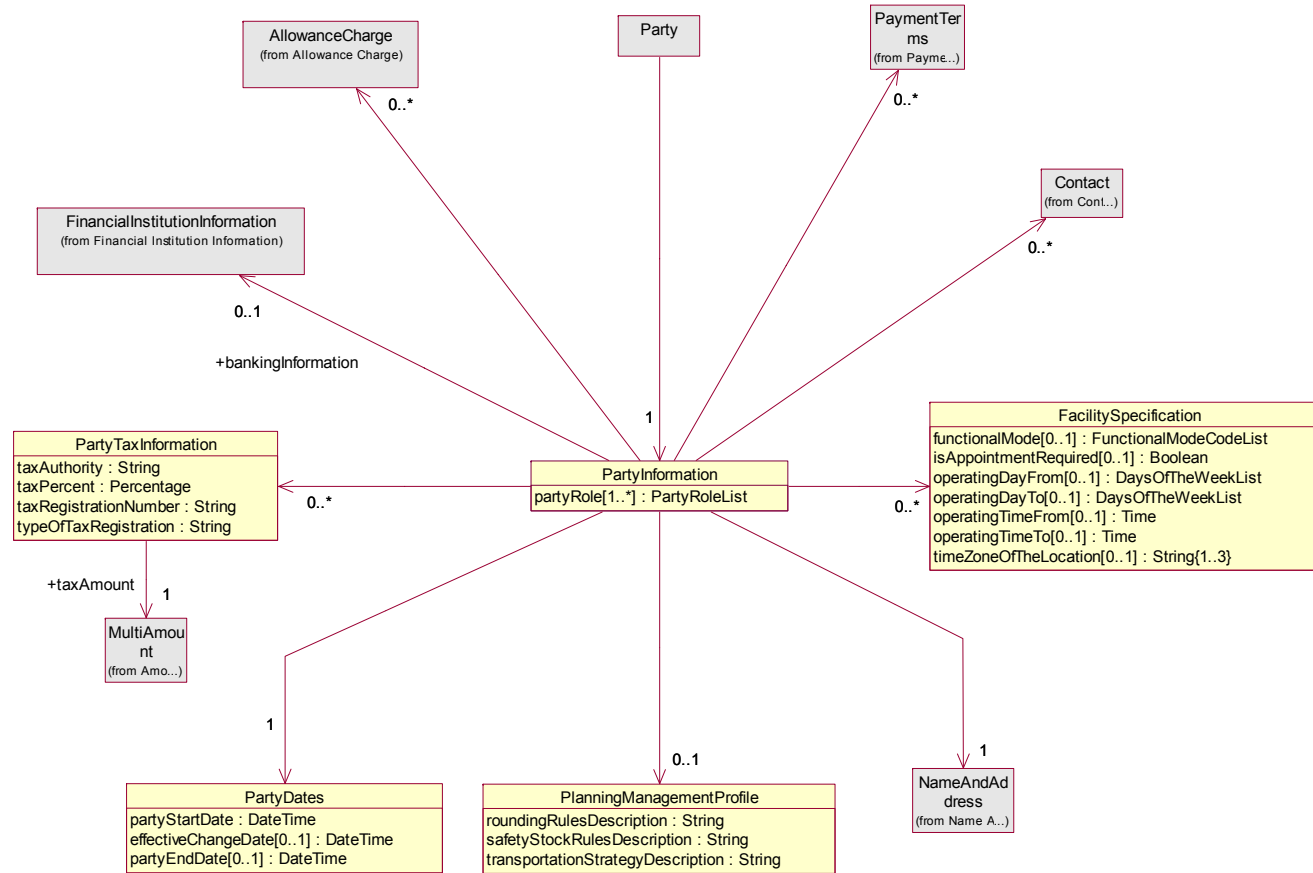 AllowanceCharge
(from Allowance Charge)
Party
PaymentTer
ms
(from Payme...)
0..*
0..*
Contact
(from Cont...)
0..*
FinancialInstitutionInformation
(from Financial Institution Information)
0..1
+bankingInformation
1
PartyTaxInformation
taxAuthority : String
taxPercent : Percentage
taxRegistrationNumber : String
typeOfTaxRegistration : String
0..*
PartyInformation
partyRole[1..*] : PartyRoleList
0..*
FacilitySpecification
functionalMode[0..1] : FunctionalModeCodeList
isAppointmentRequired[0..1] : Boolean
operatingDayFrom[0..1] : DaysOfTheWeekList
operatingDayTo[0..1] : DaysOfTheWeekList
operatingTimeFrom[0..1] : Time
operatingTimeTo[0..1] : Time
timeZoneOfTheLocation[0..1] : String{1..3}
+taxAmount
1
MultiAmou
nt
(from Amo...)
1
0..1
1
PartyDates
partyStartDate : DateTime
effectiveChangeDate[0..1] : DateTime
partyEndDate[0..1] : DateTime
PlanningManagementProfile
roundingRulesDescription : String
safetyStockRulesDescription : String
transportationStrategyDescription : String
NameAndAd
dress
(from Name A...)